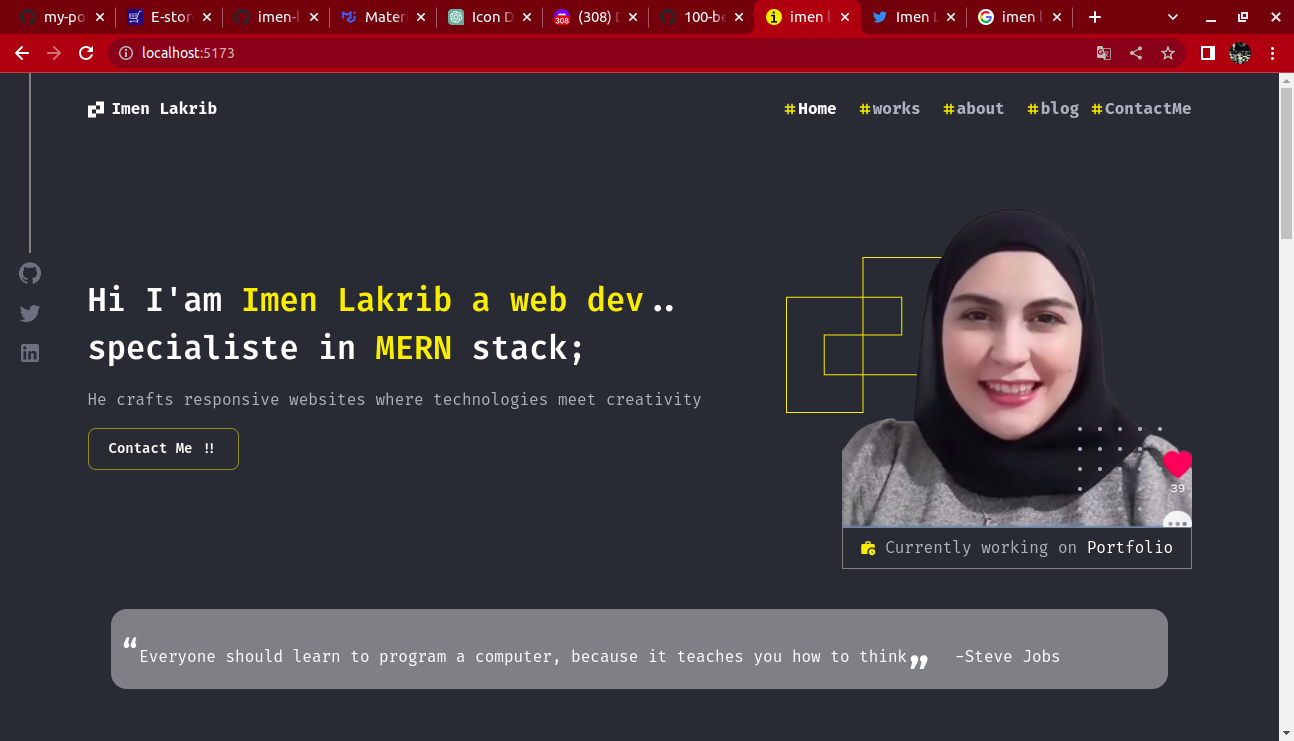 my-po
E-stor
imen-l
Mater
Icon D
(308)
100-be
imen l
Imen L
imen l
localhost:5173
Imen Lakrib
#Home #works #about #blog #ContactMe
Hi I'am Imen Lakrib a web dev..
specialiste in MERN stack;
He crafts responsive websites where technologies meet creativity
Contact Me !!
39
Currently working on Portfolio
“Everyone should learn to program a computer, because it teaches you how to think” -Steve Jobs